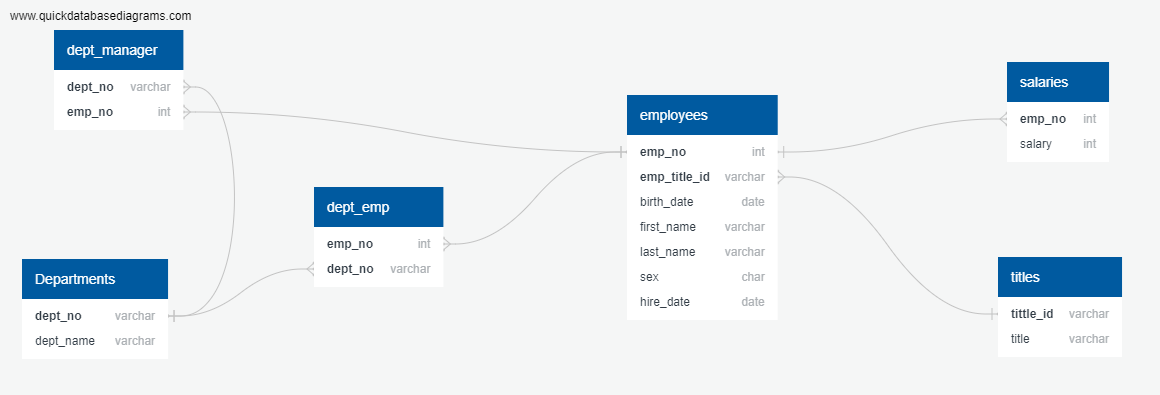 www.quickdatabasediagrams.com
dept_manager
dept_no varchar
emp_no int
Departments
dept_no varchar
dept_name varchar
dept_emp
emp_no int
dept_no varchar
employees
emp_no int
emp_title_id varchar
birth_date date
first_name varchar
last_name varchar
sex char
hire_date date
salaries
emp_no int
salary int
titles
tittle_id varchar
title varchar